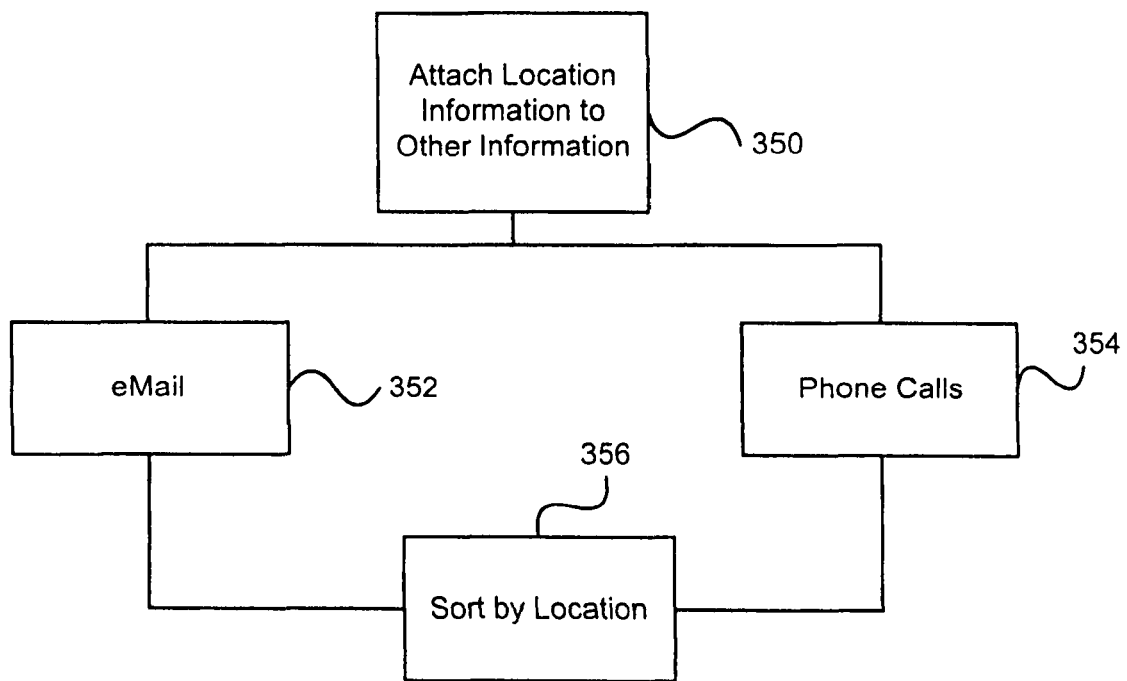 Attach Location
Information to
Other Information
350
eMail
352
Phone Calls
354
356
Sort by Location